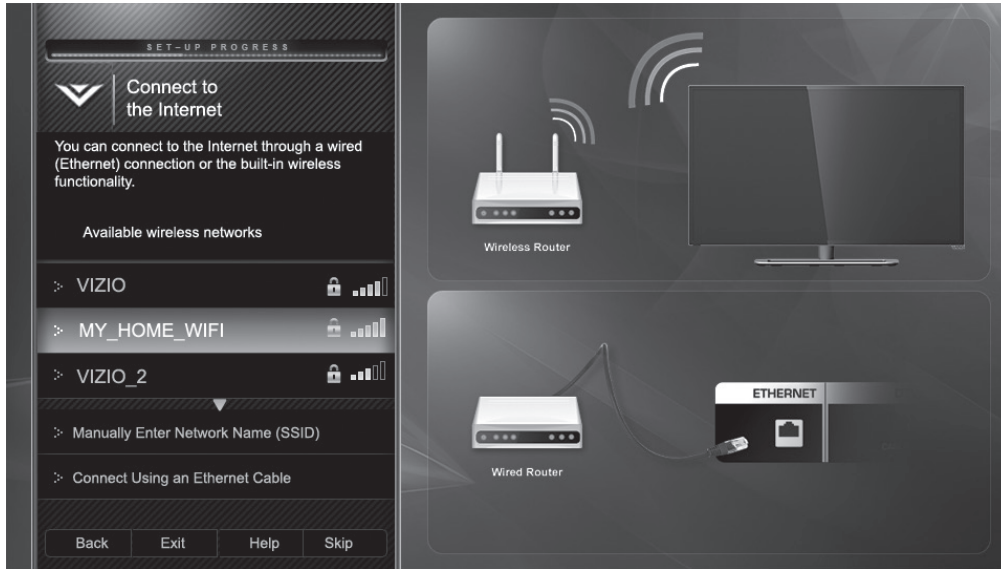 SET-UP PROGRESS
Connect to
the Internet
You can connect to the Internet through a wired
(Ethernet) connection or the built-in wireless
functionality.
Available wireless networks
> VIZIO
> MY_HOME_WIFI
> VIZIO_2
> Manually Enter Network Name (SSID)
> Connect Using an Ethernet Cable
Back Exit Help Skip
Wireless Router
ETHERNET
Wired Router